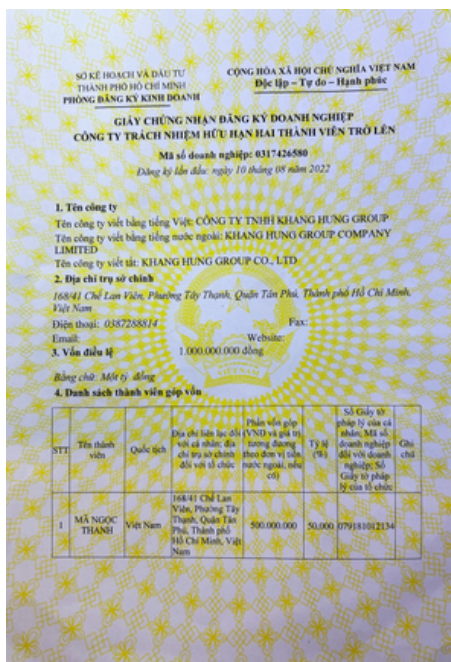 SỞ KẾ HOẠCH VÀ ĐẦU TƯ
THÀNH PHỐ HỒ CHÍ MINH
PHÒNG ĐĂNG KÝ KINH DOANH
CỘNG HÒA XÃ HỘI CHỦ NGHĨA VIỆT NAM
Độc lập – Tự do – Hạnh phúc
GIẤY CHỨNG NHẬN ĐĂNG KÝ DOANH NGHIỆP
CÔNG TY TRÁCH NHIỆM HỮU HẠN HAI THÀNH VIÊN TRỞ LÊN
Mã số doanh nghiệp: 0317426580
Đăng ký lần đầu: ngày 10 tháng 08 năm 2022
1. Tên công ty
Tên công ty viết bằng tiếng Việt: CÔNG TY TNHH KHANG HƯNG GROUP
Tên công ty viết bằng tiếng nước ngoài: KHANG HUNG GROUP COMPANY
LIMITED
Tên công ty viết tắt: KHANG HUNG GROUP CO., LTD
2. Địa chỉ trụ sở chính
168/41 Chế Lan Viên, Phường Tây Thạnh, Quận Tân Phú, Thành phố Hồ Chí Minh,
Việt Nam
Điện thoại: 0387288814 Fax:
Email: Website:
3. Vốn điều lệ 1.000.000.000 đồng
Bằng chữ: Một tỷ đồng
4. Danh sách thành viên góp vốn
STT
Tên thành
viên
Quốc tịch
Địa chỉ liên lạc đối
với cá nhân; địa
chỉ trụ sở chính
đối với tổ chức
Phần vốn góp
(VNĐ và giá trị
tương đương
theo đơn vị tiền
nước ngoài, nếu
có)
Tỷ lệ
(%)
Số Giấy tờ
pháp lý của cá
nhân; Mã số
doanh nghiệp
đối với doanh
nghiệp; Số
Giấy tờ pháp
lý của tổ chức
Ghi
chú
1
MÃ NGỌC
THANH
Việt Nam
168/41 Chế Lan
Viên, Phường Tây
Thạnh, Quận Tân
Phú, Thành phố
Hồ Chí Minh, Việt
Nam
500.000.000
50,000
079181012134